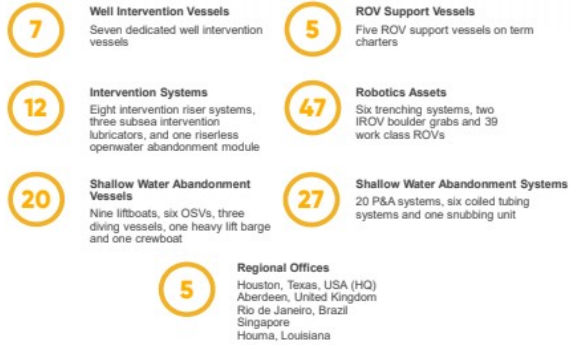 7
Well Intervention Vessels
Seven dedicated well intervention
vessels
5
ROV Support Vessels
Five ROV support vessels on term
charters
12
Intervention Systems
Eight intervention riser systems,
three subsea intervention
lubricators, and one riserless
openwater abandonment module
47
Robotics Assets
Six trenching systems, two
IROV boulder grabs and 39
work class ROVs
20
Shallow Water Abandonment
Vessels
Nine liftboats, six OSVs, three
diving vessels, one heavy lift barge
and one crewboat
27
Shallow Water Abandonment Systems
20 P&A systems, six coiled tubing
systems and one snubbing unit
5
Regional Offices
Houston, Texas, USA (HQ)
Aberdeen, United Kingdom
Rio de Janeiro, Brazil
Singapore
Houma, Louisiana